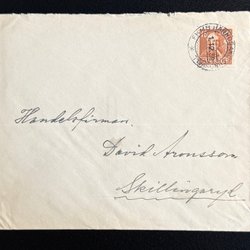 Handelsfirman.
David Aronsson
Skillingaryd.